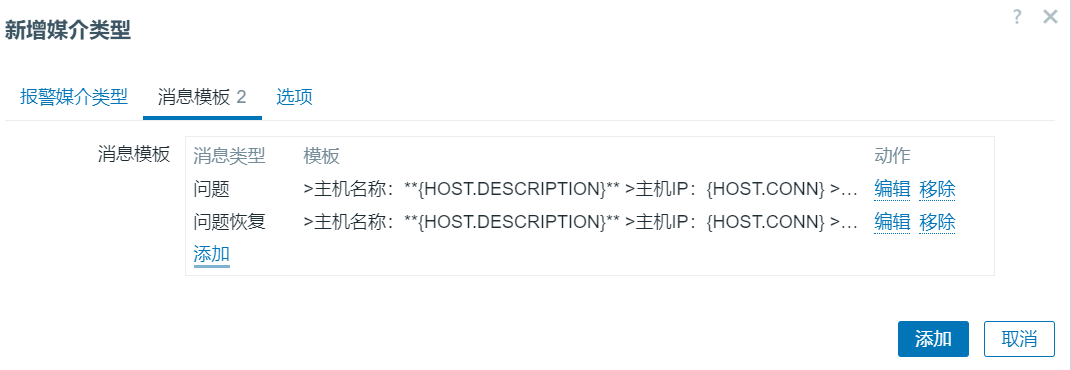 新增媒介类型
? ×
报警媒介类型 消息模板 2 选项
消息模板
消息类型 模板 动作
问题 >主机名称：**{HOST.DESCRIPTION}** >主机IP：{HOST.CONN} >... 编辑 移除
问题恢复 >主机名称：**{HOST.DESCRIPTION}** >主机IP：{HOST.CONN} >... 编辑 移除
添加
添加 取消